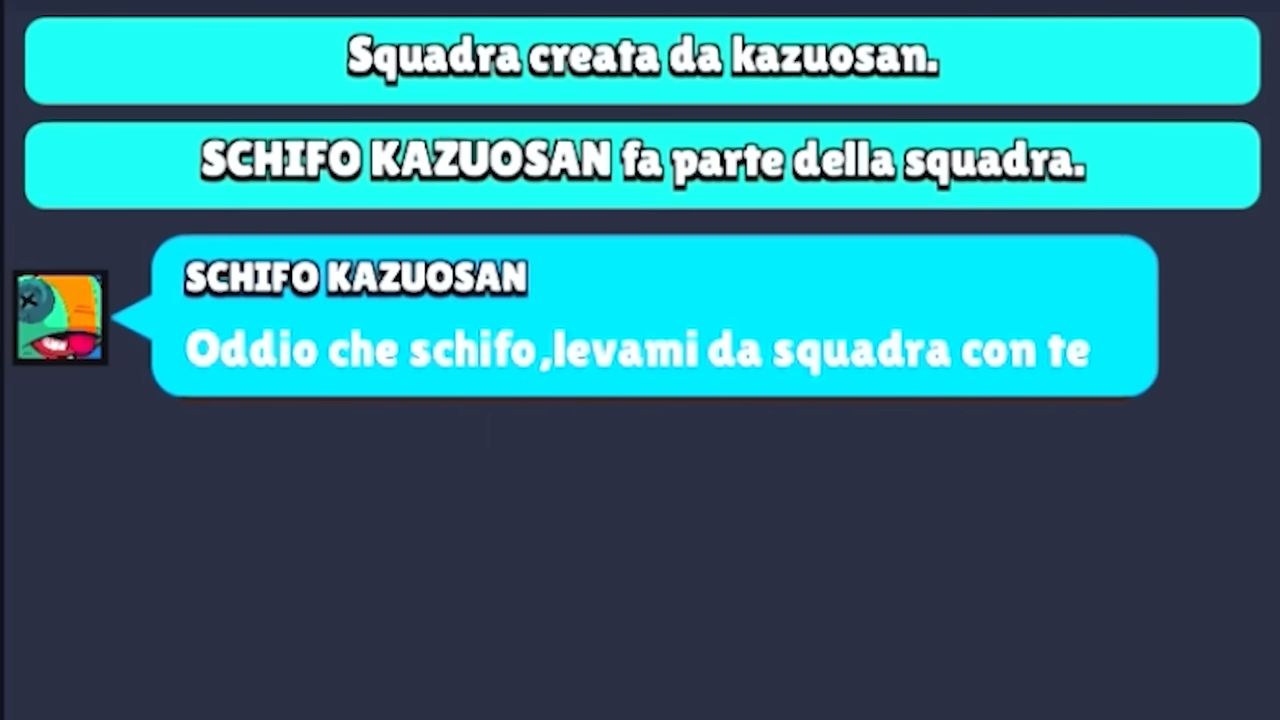 Squadra creata da kazuosan.
SCHIFO KAZUOSAN fa parte della squadra.
SCHIFO KAZUOSAN
Oddio che schifo,levami da squadra con te